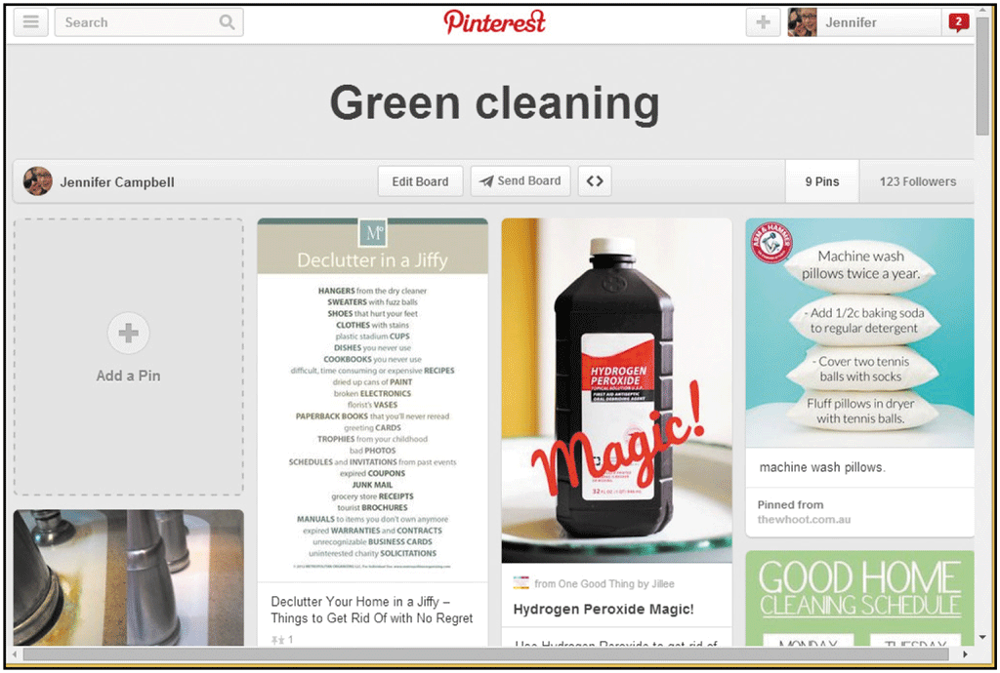 Search
Pinterest
Jennifer
2
Green cleaning
Jennifer Campbell
Edit Board
Send Board
9 Pins
123 Followers
Add a Pin
M°
Declutter in a Jiffy
HANGERS from the dry cleaner
SWEATERS with fuzz balls
SHOES that hurt your feet
CLOTHES with stains
plastic stadium CUPS
DISHES you never use
COOKBOOKS you never use
difficult, time consuming or expensive RECIPES
dried up cans of PAINT
broken ELECTRONICS
florist's VASES
PAPERBACK BOOKS that you'll never reread
greeting CARDS
TROPHIES from your childhood
bad PHOTOS
SCHEDULES and INVITATIONS from past events
expired COUPONS
JUNK MAIL
grocery store RECEIPTS
tourist BROCHURES
MANUALS to items you don't own anymore
expired WARRANTIES and CONTRACTS
unrecognizable BUSINESS CARDS
uninterested charity SOLICITATIONS
Declutter Your Home in a Jiffy –
Things to Get Rid Of with No Regret
1
HYDROGEN
PEROXIDE
TOPICAL SOLUTION U.S.P.
FIRST AID ANTISEPTIC
ORAL DEBRIDING AGENT
Magic!
from One Good Thing by Jillee
Hydrogen Peroxide Magic!
Use Hydrogen Peroxide to get rid of
ARM & HAMMER
Machine wash
pillows twice a year.
- Add 1/2c baking soda
to regular detergent
- Cover two tennis
balls with socks
Fluff pillows in dryer
with tennis balls.
machine wash pillows.
Pinned from
thewhoot.com.au
GOOD HOME
CLEANING SCHEDULE
MONDAY
TUESDAY